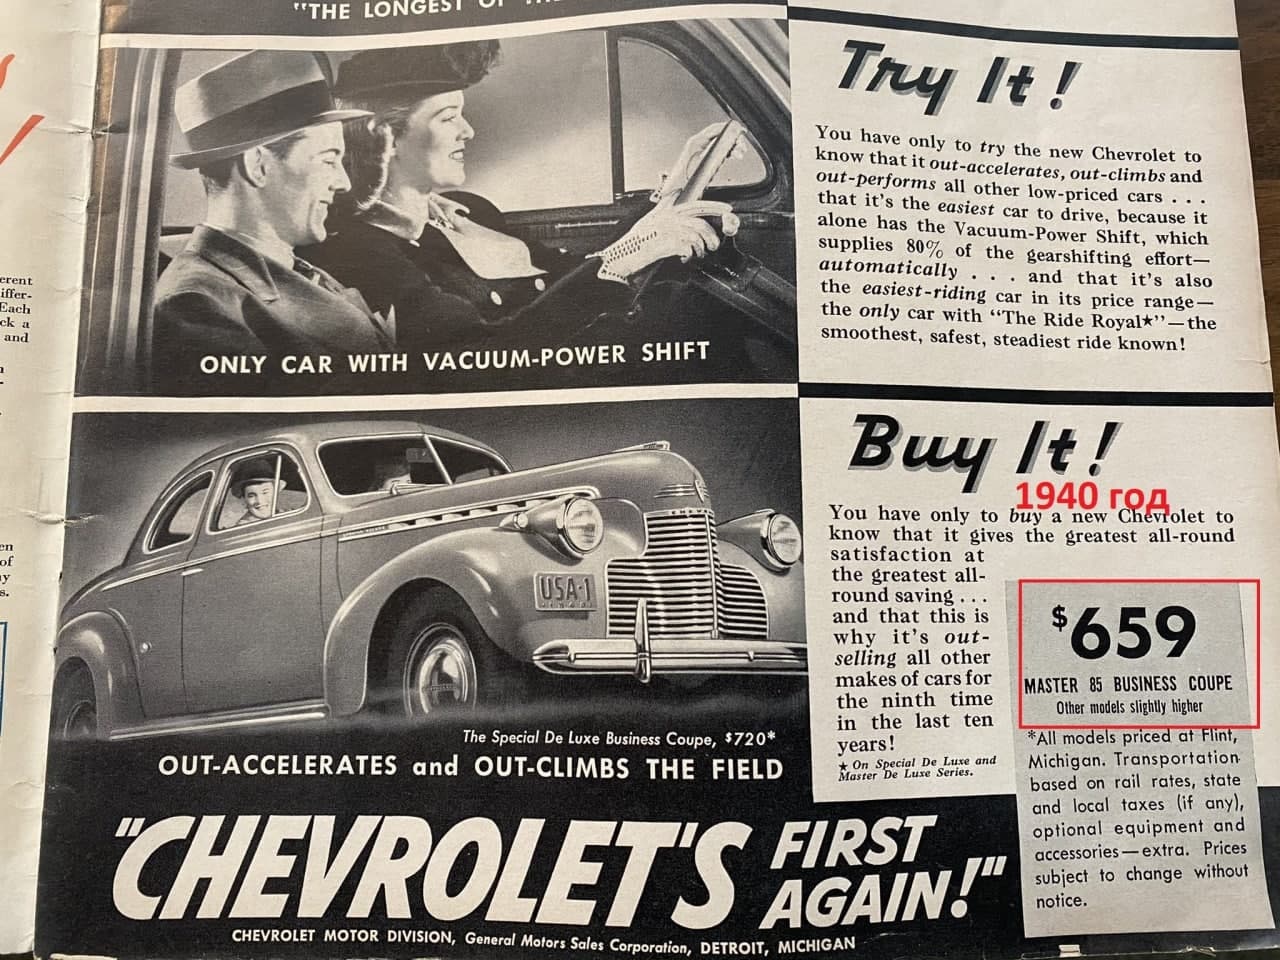 "THE LONGEST OF
erent
iffer-
Each
ck a
and
en
of
y
s.
ONLY CAR WITH VACUUM-POWER SHIFT
Try It!
You have only to try the new Chevrolet to
know that it out-accelerates, out-climbs and
out-performs all other low-priced cars . . .
that it's the easiest car to drive, because it
alone has the Vacuum-Power Shift, which
supplies 80% of the gearshifting effort—
automatically . . . and that it's also
the easiest-riding car in its price range—
the only car with "The Ride Royal★"—the
smoothest, safest, steadiest ride known!
USA-1
The Special De Luxe Business Coupe, $720*
OUT-ACCELERATES and OUT-CLIMBS THE FIELD
Buy It!
1940 год
You have only to buy a new Chevrolet to
know that it gives the greatest all-round
satisfaction at
the greatest all-
round saving . . .
and that this is
why it's out-
selling all other
makes of cars for
the ninth time
in the last ten
years!
★ On Special De Luxe and
Master De Luxe Series.
$659
MASTER 85 BUSINESS COUPE
Other models slightly higher
*All models priced at Flint,
Michigan. Transportation
based on rail rates, state
and local taxes (if any),
optional equipment and
accessories—extra. Prices
subject to change without
notice.
"CHEVROLET'S FIRST
AGAIN!"
CHEVROLET MOTOR DIVISION, General Motors Sales Corporation, DETROIT, MICHIGAN